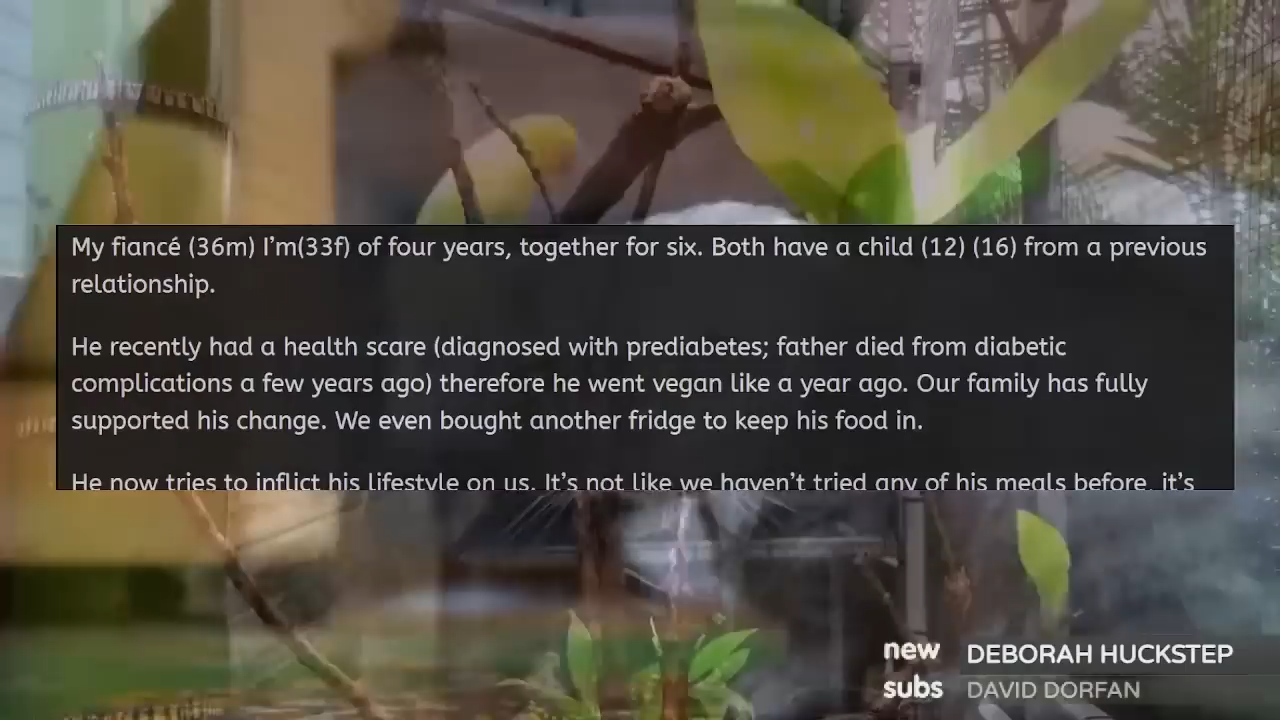 My fiancé (36m) I’m(33f) of four years, together for six. Both have a child (12) (16) from a previous
relationship.
He recently had a health scare (diagnosed with prediabetes; father died from diabetic
complications a few years ago) therefore he went vegan like a year ago. Our family has fully
supported his change. We even bought another fridge to keep his food in.
He now tries to inflict his lifestyle on us. It’s not like we haven’t tried any of his meals before, it’s
new DEBORAH HUCKSTEP
subs DAVID DORFAN